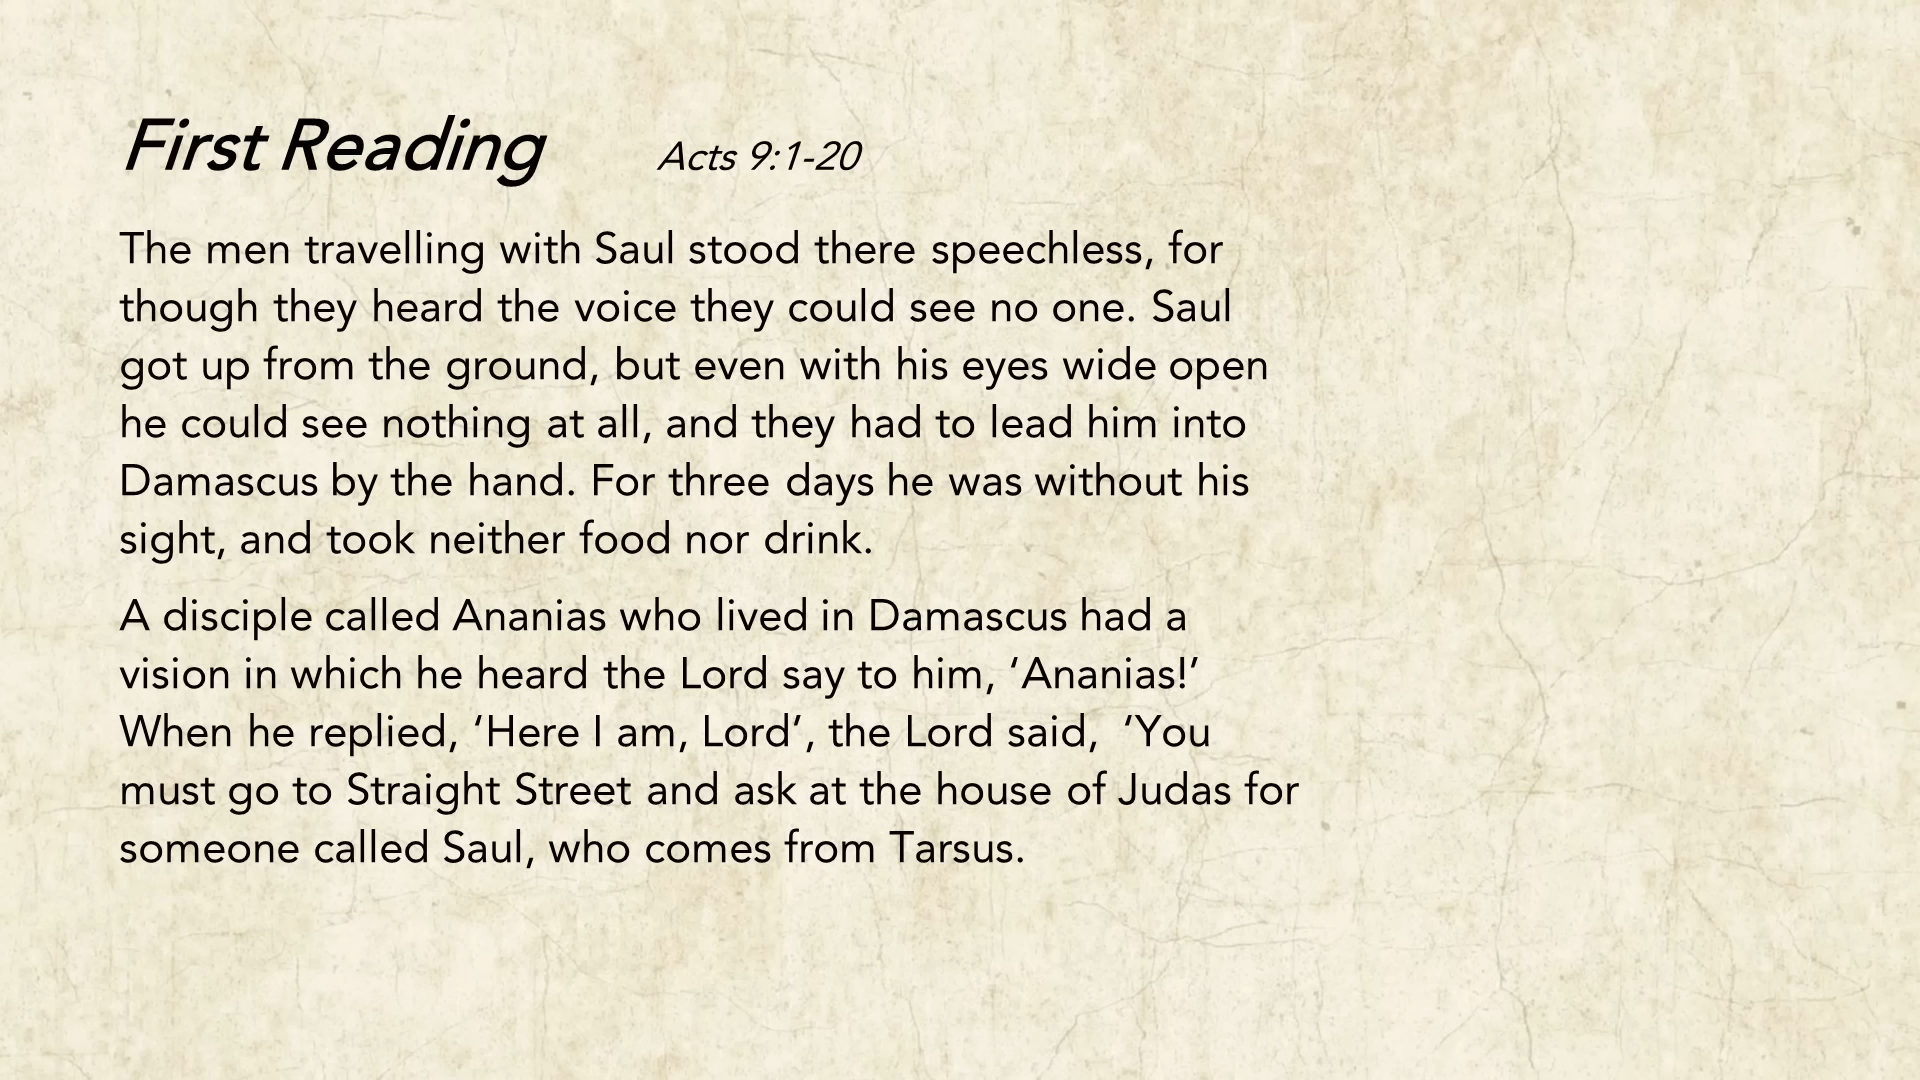 First Reading Acts 9:1-20
The men travelling with Saul stood there speechless, for
though they heard the voice they could see no one. Saul
got up from the ground, but even with his eyes wide open
he could see nothing at all, and they had to lead him into
Damascus by the hand. For three days he was without his
sight, and took neither food nor drink.
A disciple called Ananias who lived in Damascus had a
vision in which he heard the Lord say to him, ‘Ananias!’
When he replied, ‘Here I am, Lord’, the Lord said,  ‘You
must go to Straight Street and ask at the house of Judas for
someone called Saul, who comes from Tarsus.